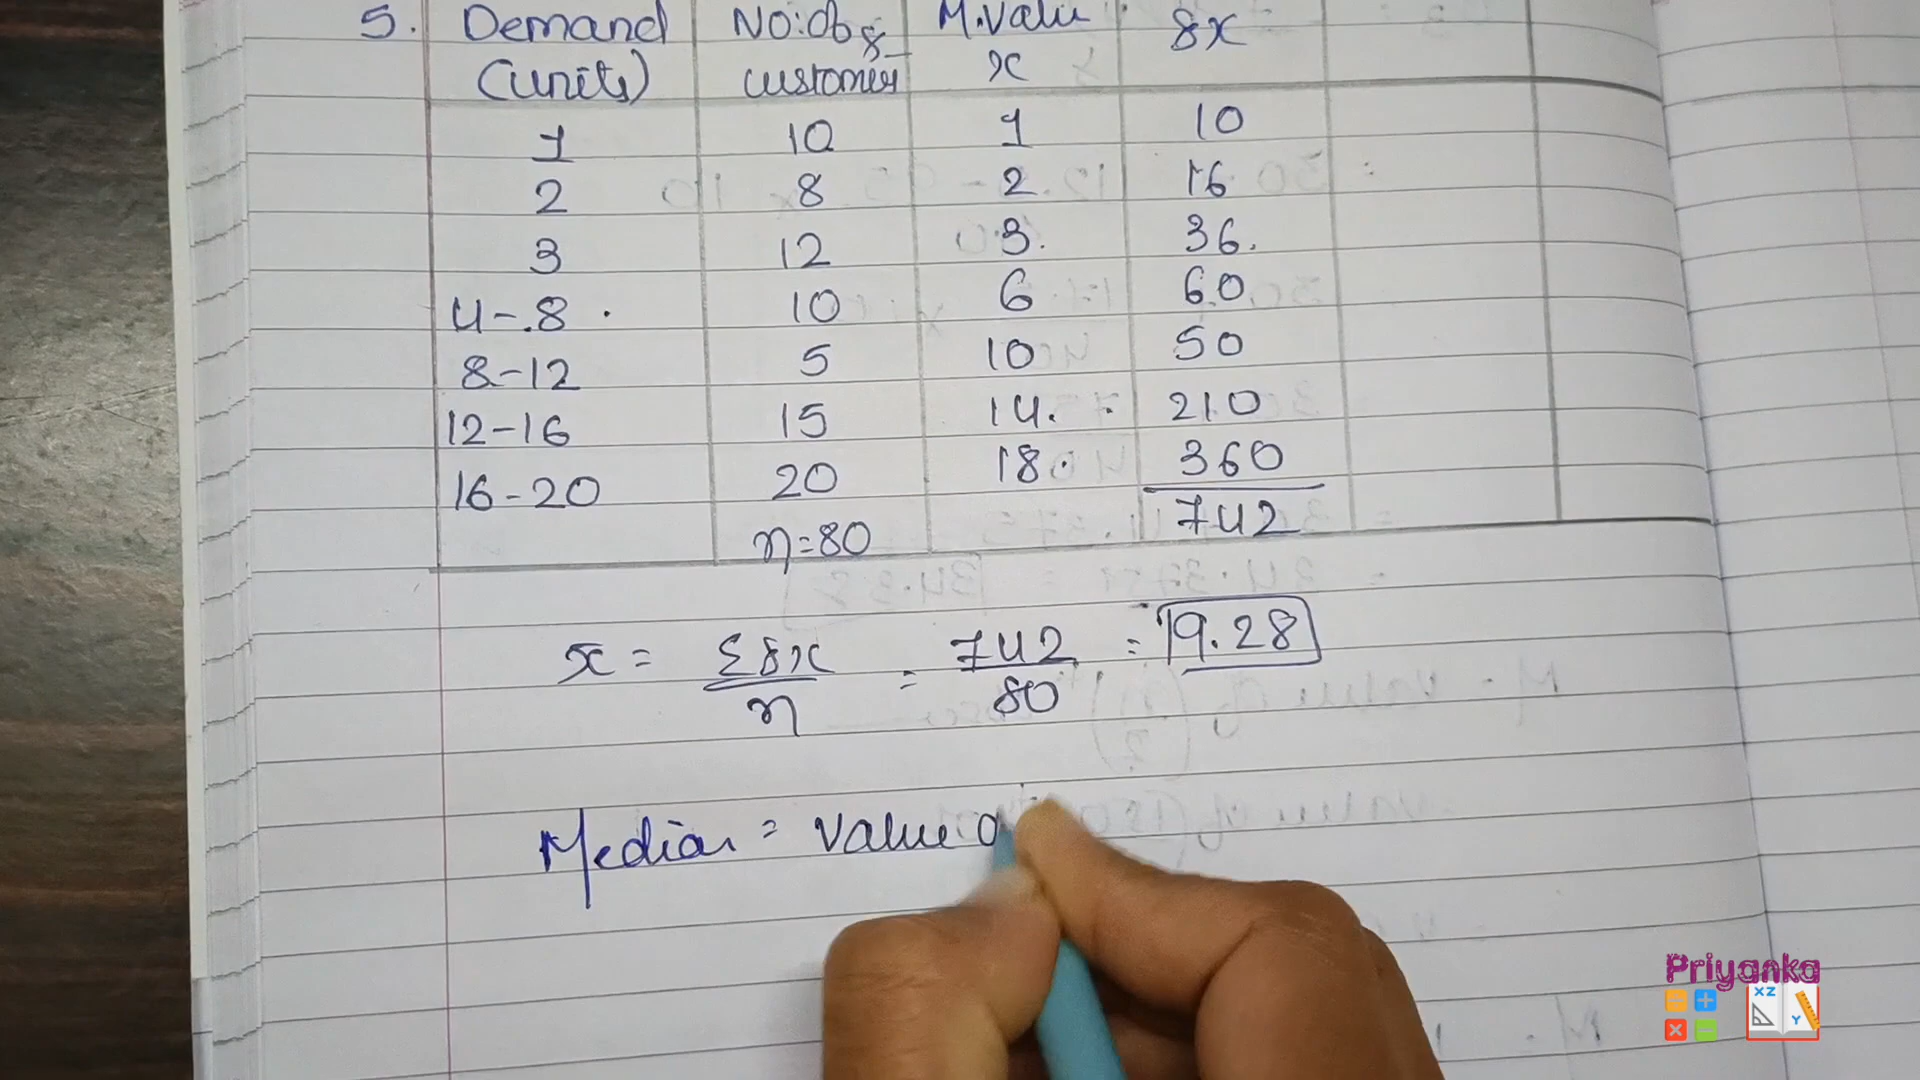 5. Demand (units) No: of customers f M. Value x fx
1 10 1 10
2 8 2 16
3 12 3. 36.
4-8 10 6 60
8-12 5 10 50
12-16 15 14. 210
16-20 20 18. 360
n=80 742
x̄ = Σfx / n = 742 / 80 = 9.28
Median = Value o
Priyanka
XZ
Y